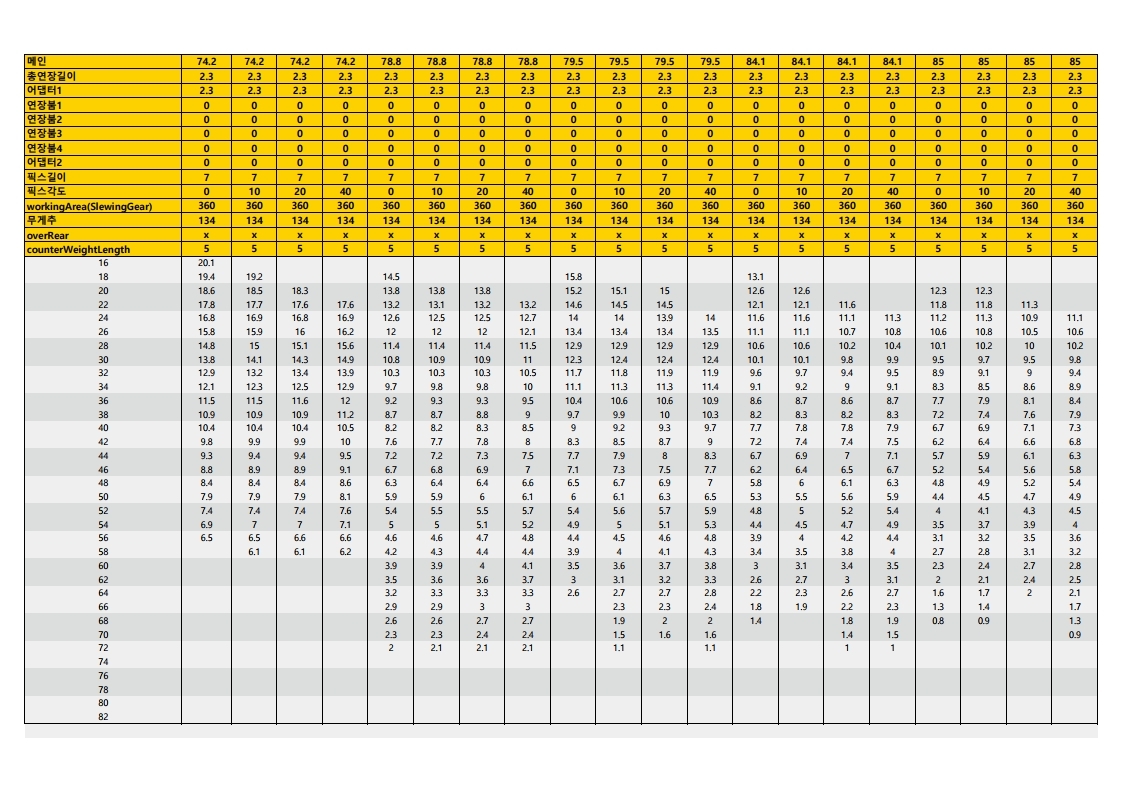 메인 74.2 74.2 74.2 74.2 78.8 78.8 78.8 78.8 79.5 79.5 79.5 79.5 84.1 84.1 84.1 84.1 85 85 85 85
총연장길이 2.3 2.3 2.3 2.3 2.3 2.3 2.3 2.3 2.3 2.3 2.3 2.3 2.3 2.3 2.3 2.3 2.3 2.3 2.3 2.3
어댑터1 2.3 2.3 2.3 2.3 2.3 2.3 2.3 2.3 2.3 2.3 2.3 2.3 2.3 2.3 2.3 2.3 2.3 2.3 2.3 2.3
연장붐1 0 0 0 0 0 0 0 0 0 0 0 0 0 0 0 0 0 0 0 0
연장붐2 0 0 0 0 0 0 0 0 0 0 0 0 0 0 0 0 0 0 0 0
연장붐3 0 0 0 0 0 0 0 0 0 0 0 0 0 0 0 0 0 0 0 0
연장붐4 0 0 0 0 0 0 0 0 0 0 0 0 0 0 0 0 0 0 0 0
어댑터2 0 0 0 0 0 0 0 0 0 0 0 0 0 0 0 0 0 0 0 0
픽스길이 7 7 7 7 7 7 7 7 7 7 7 7 7 7 7 7 7 7 7 7
픽스각도 0 10 20 40 0 10 20 40 0 10 20 40 0 10 20 40 0 10 20 40
workingArea(SlewingGear) 360 360 360 360 360 360 360 360 360 360 360 360 360 360 360 360 360 360 360 360
무게추 134 134 134 134 134 134 134 134 134 134 134 134 134 134 134 134 134 134 134 134
overRear x x x x x x x x x x x x x x x x x x x x
counterWeightLength 5 5 5 5 5 5 5 5 5 5 5 5 5 5 5 5 5 5 5 5
16 20.1
18 19.4 19.2 14.5 15.8 13.1
20 18.6 18.5 18.3 13.8 13.8 13.8 15.2 15.1 15 12.6 12.6 12.3 12.3
22 17.8 17.7 17.6 17.6 13.2 13.1 13.2 13.2 14.6 14.5 14.5 12.1 12.1 11.6 11.8 11.8 11.3
24 16.8 16.9 16.8 16.9 12.6 12.5 12.5 12.7 14 14 13.9 14 11.6 11.6 11.1 11.3 11.2 11.3 10.9 11.1
26 15.8 15.9 16 16.2 12 12 12 12.1 13.4 13.4 13.4 13.5 11.1 11.1 10.7 10.8 10.6 10.8 10.5 10.6
28 14.8 15 15.1 15.6 11.4 11.4 11.4 11.5 12.9 12.9 12.9 12.9 10.6 10.6 10.2 10.4 10.1 10.2 10 10.2
30 13.8 14.1 14.3 14.9 10.8 10.9 10.9 11 12.3 12.4 12.4 12.4 10.1 10.1 9.8 9.9 9.5 9.7 9.5 9.8
32 12.9 13.2 13.4 13.9 10.3 10.3 10.3 10.5 11.7 11.8 11.9 11.9 9.6 9.7 9.4 9.5 8.9 9.1 9 9.4
34 12.1 12.3 12.5 12.9 9.7 9.8 9.8 10 11.1 11.3 11.3 11.4 9.1 9.2 9 9.1 8.3 8.5 8.6 8.9
36 11.5 11.5 11.6 12 9.2 9.3 9.3 9.5 10.4 10.6 10.6 10.9 8.6 8.7 8.6 8.7 7.7 7.9 8.1 8.4
38 10.9 10.9 10.9 11.2 8.7 8.7 8.8 9 9.7 9.9 10 10.3 8.2 8.3 8.2 8.3 7.2 7.4 7.6 7.9
40 10.4 10.4 10.4 10.5 8.2 8.2 8.3 8.5 9 9.2 9.3 9.7 7.7 7.8 7.8 7.9 6.7 6.9 7.1 7.3
42 9.8 9.9 9.9 10 7.6 7.7 7.8 8 8.3 8.5 8.7 9 7.2 7.4 7.4 7.5 6.2 6.4 6.6 6.8
44 9.3 9.4 9.4 9.5 7.2 7.2 7.3 7.5 7.7 7.9 8 8.3 6.7 6.9 7 7.1 5.7 5.9 6.1 6.3
46 8.8 8.9 8.9 9.1 6.7 6.8 6.9 7 7.1 7.3 7.5 7.7 6.2 6.4 6.5 6.7 5.2 5.4 5.6 5.8
48 8.4 8.4 8.4 8.6 6.3 6.4 6.4 6.6 6.5 6.7 6.9 7 5.8 6 6.1 6.3 4.8 4.9 5.2 5.4
50 7.9 7.9 7.9 8.1 5.9 5.9 6 6.1 6 6.1 6.3 6.5 5.3 5.5 5.6 5.9 4.4 4.5 4.7 4.9
52 7.4 7.4 7.4 7.6 5.4 5.5 5.5 5.7 5.4 5.6 5.7 5.9 4.8 5 5.2 5.4 4 4.1 4.3 4.5
54 6.9 7 7 7.1 5 5 5.1 5.2 4.9 5 5.1 5.3 4.4 4.5 4.7 4.9 3.5 3.7 3.9 4
56 6.5 6.5 6.6 6.6 4.6 4.6 4.7 4.8 4.4 4.5 4.6 4.8 3.9 4 4.2 4.4 3.1 3.2 3.5 3.6
58 6.1 6.1 6.2 4.2 4.3 4.4 4.4 3.9 4 4.1 4.3 3.4 3.5 3.8 4 2.7 2.8 3.1 3.2
60 3.9 3.9 4 4.1 3.5 3.6 3.7 3.8 3 3.1 3.4 3.5 2.3 2.4 2.7 2.8
62 3.5 3.6 3.6 3.7 3 3.1 3.2 3.3 2.6 2.7 3 3.1 2 2.1 2.4 2.5
64 3.2 3.3 3.3 3.3 2.6 2.7 2.7 2.8 2.2 2.3 2.6 2.7 1.6 1.7 2 2.1
66 2.9 2.9 3 3 2.3 2.3 2.4 1.8 1.9 2.2 2.3 1.3 1.4 1.7
68 2.6 2.6 2.7 2.7 1.9 2 2 1.4 1.8 1.9 0.8 0.9 1.3
70 2.3 2.3 2.4 2.4 1.5 1.6 1.6 1.4 1.5 0.9
72 2 2.1 2.1 2.1 1.1 1.1 1 1
74
76
78
80
82